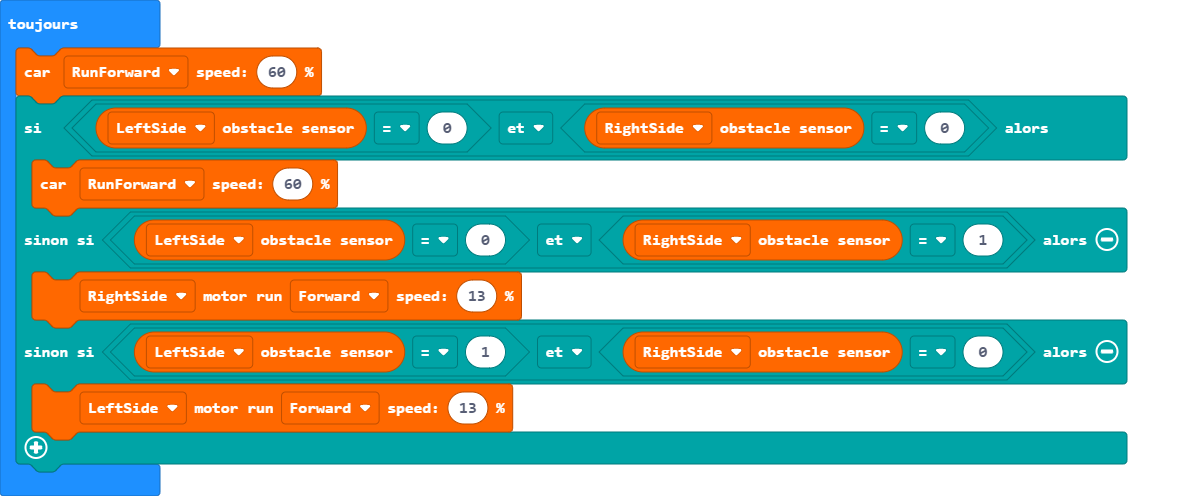 toujours
car RunForward speed: 60 %
si LeftSide obstacle sensor = 0 et RightSide obstacle sensor = 0 alors
car RunForward speed: 60 %
sinon si LeftSide obstacle sensor = 0 et RightSide obstacle sensor = 1 alors
RightSide motor run Forward speed: 13 %
sinon si LeftSide obstacle sensor = 1 et RightSide obstacle sensor = 0 alors
LeftSide motor run Forward speed: 13 %